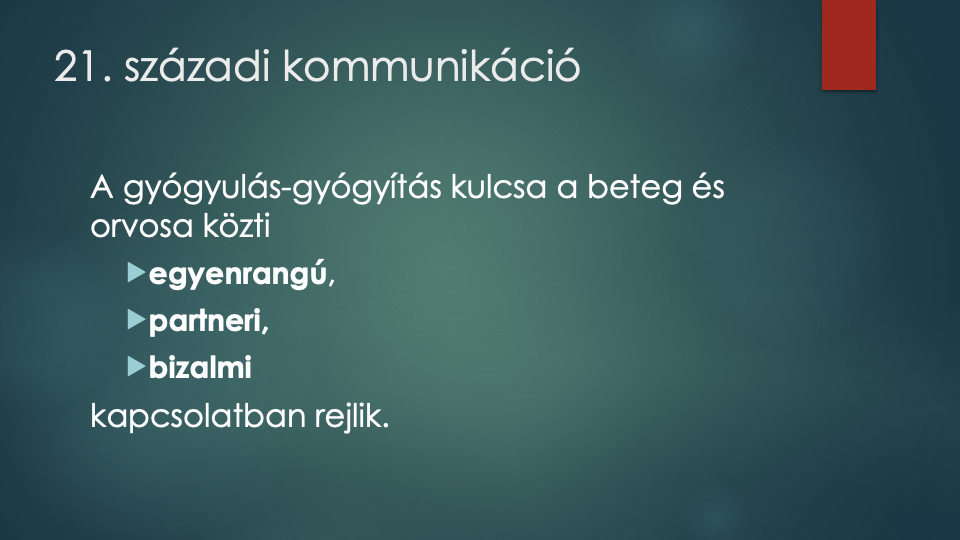 21. századi kommunikáció
A gyógyulás-gyógyítás kulcsa a beteg és
orvosa közti
egyenrangú,
partneri,
bizalmi
kapcsolatban rejlik.